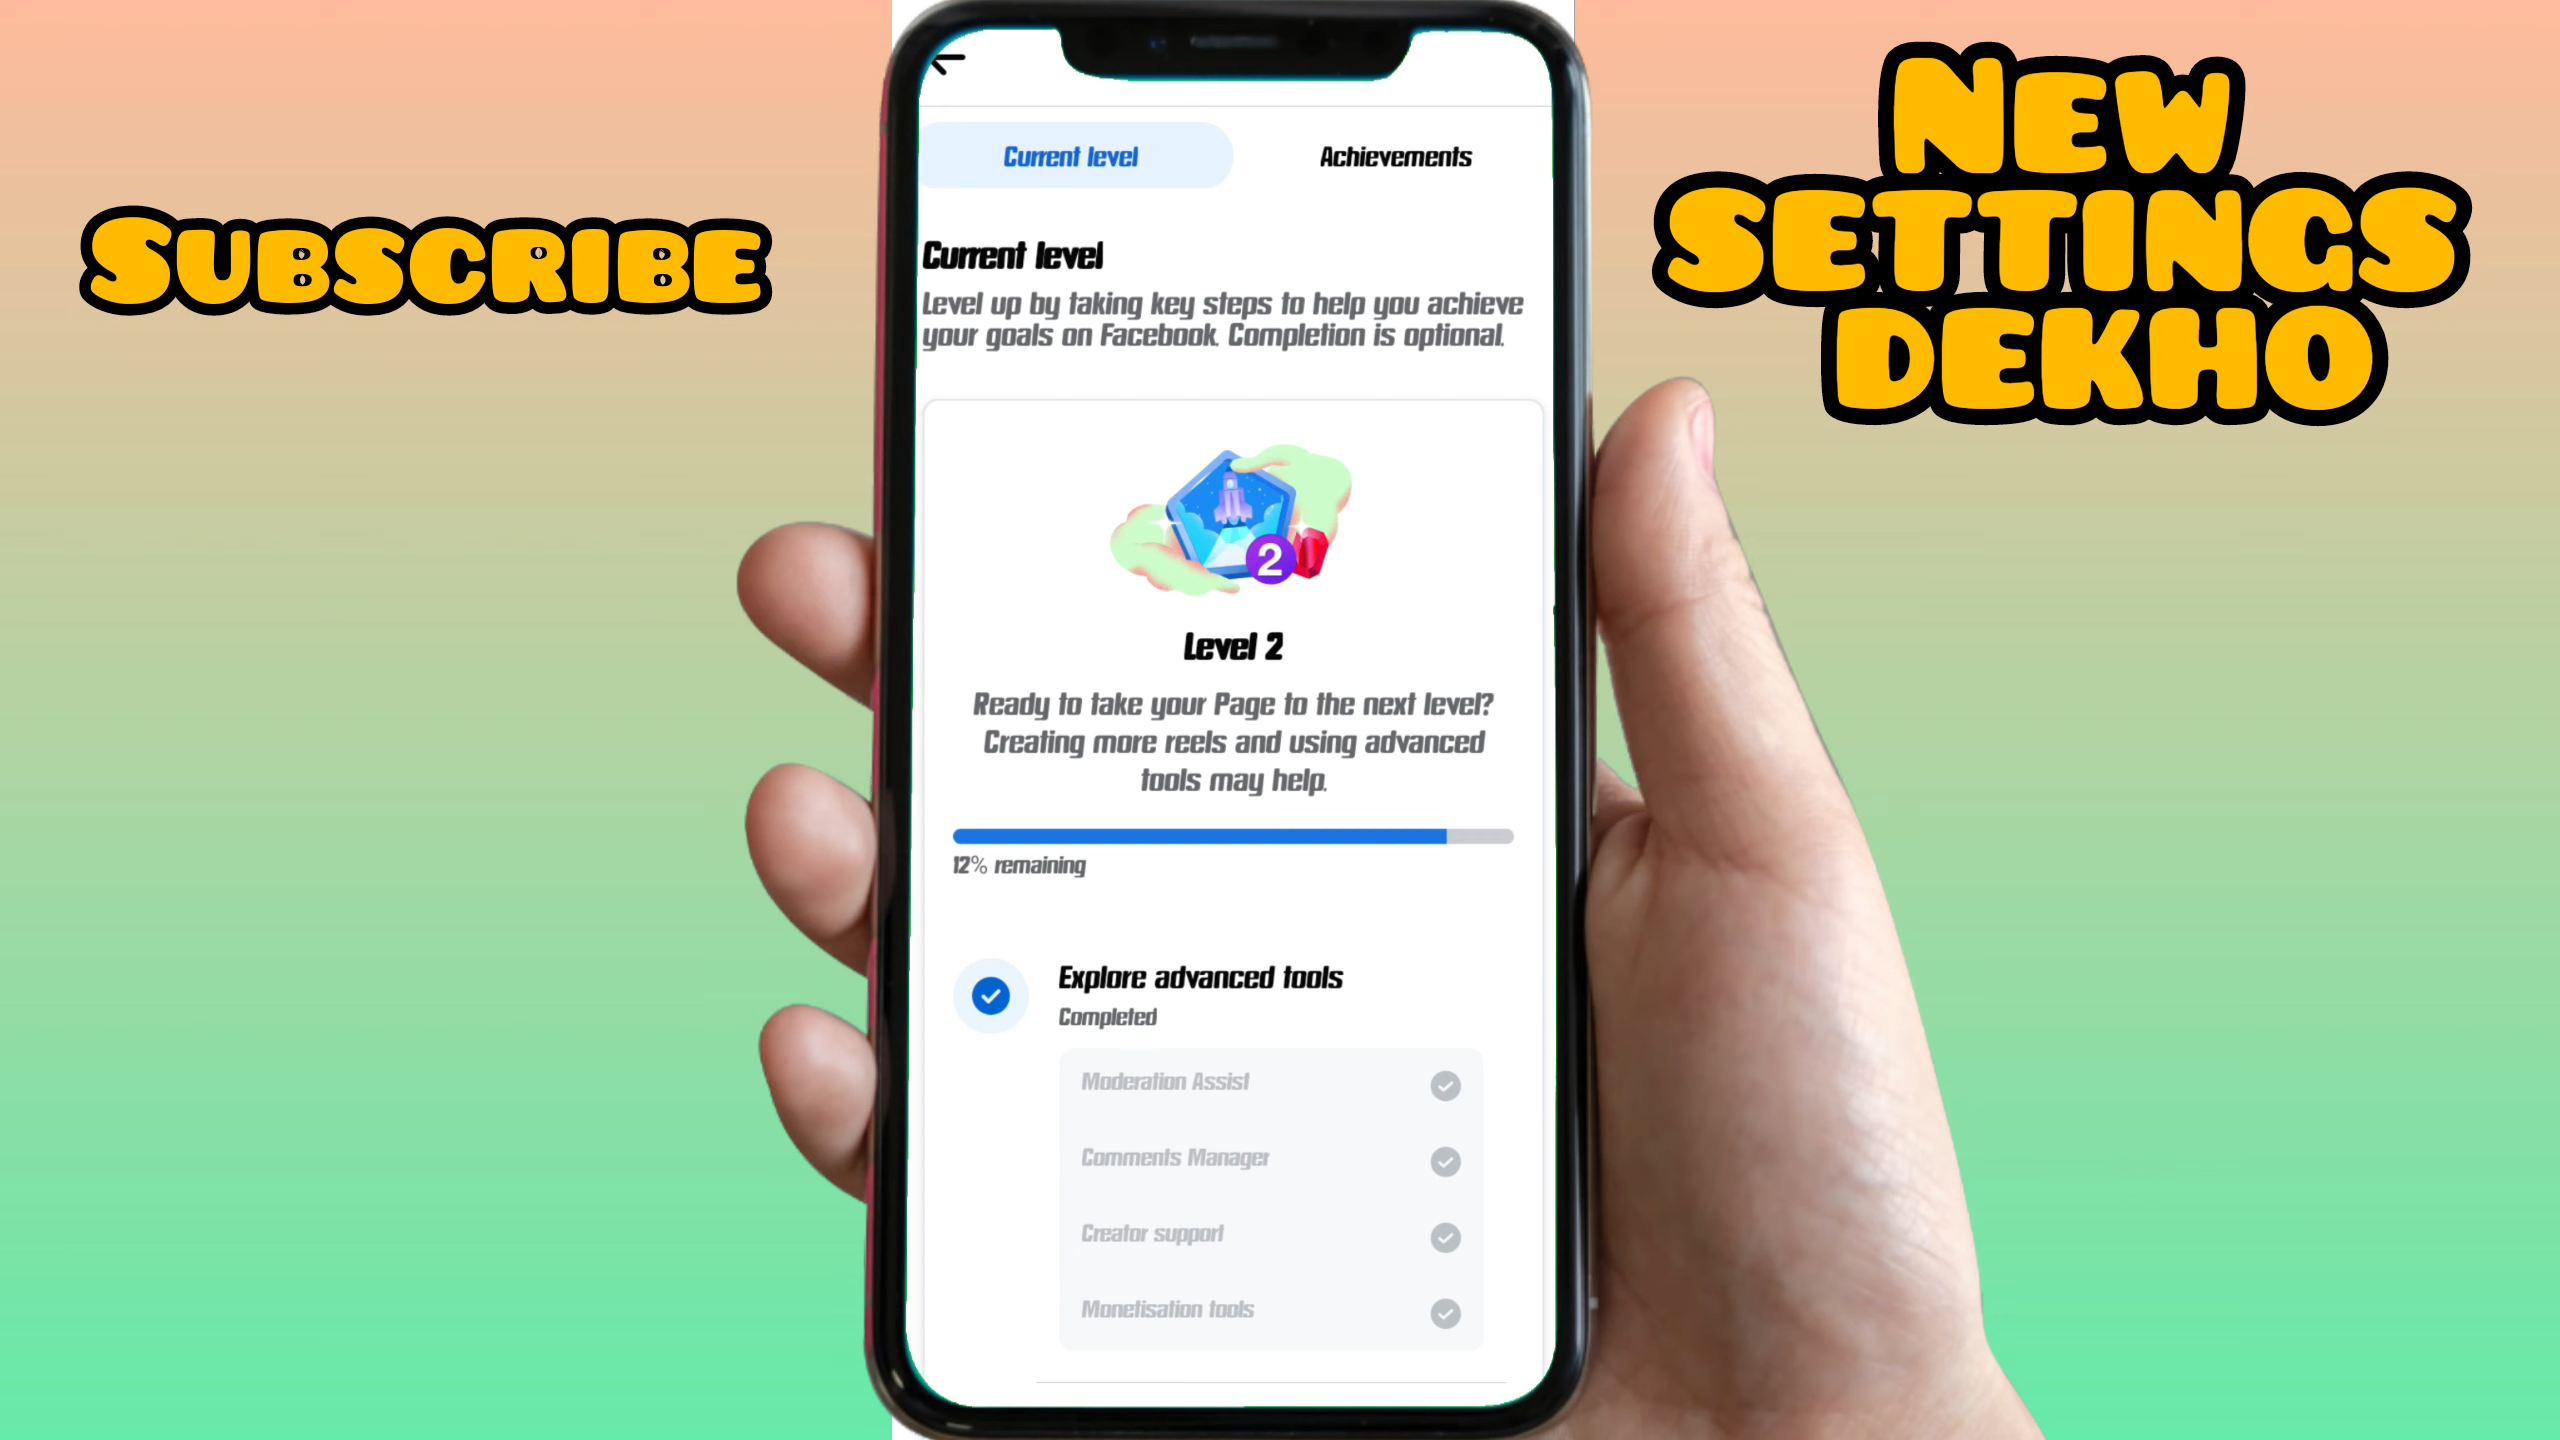 SUBSCRIBE
NEW
SETTINGS
DEKHO
Current level
Achievements
Current level
Level up by taking key steps to help you achieve
your goals on Facebook. Completion is optional.
2
Level 2
Ready to take your Page to the next level?
Creating more reels and using advanced
tools may help.
12% remaining
Explore advanced tools
Completed
Moderation Assist
Comments Manager
Creator support
Monetisation tools